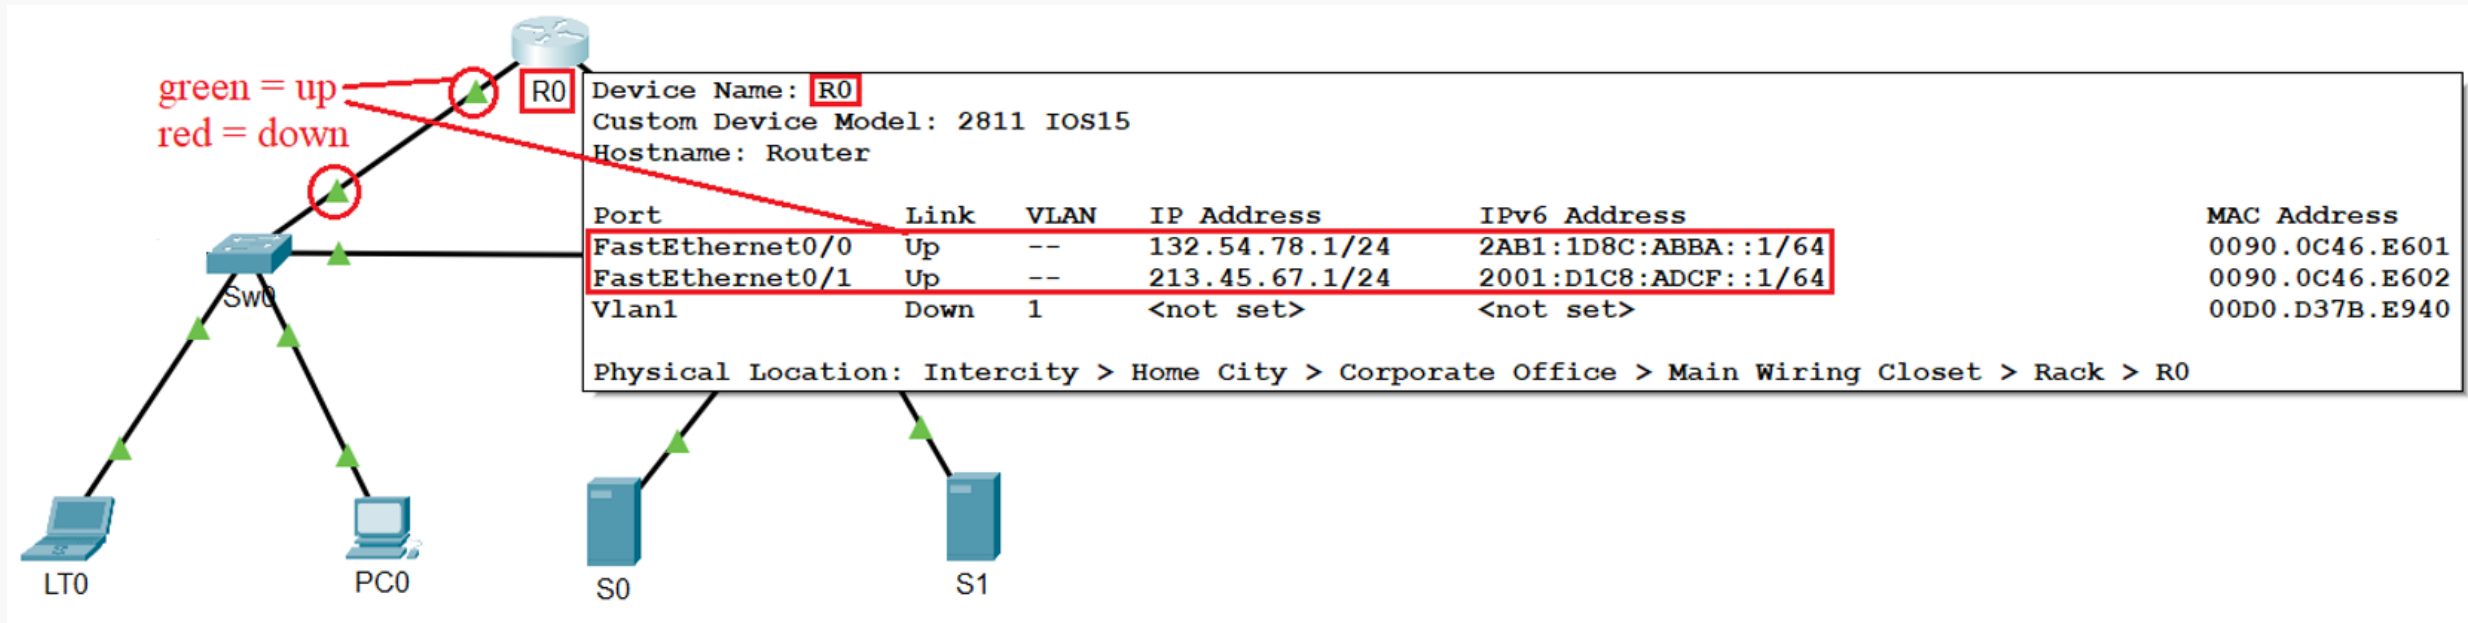 green = up
red = down
R0
Device Name: R0
Custom Device Model: 2811 IOS15
Hostname: Router
Port Link VLAN IP Address IPv6 Address MAC Address
FastEthernet0/0 Up -- 132.54.78.1/24 2AB1:1D8C:ABBA::1/64 0090.0C46.E601
FastEthernet0/1 Up -- 213.45.67.1/24 2001:D1C8:ADCF::1/64 0090.0C46.E602
Vlan1 Down 1 <not set> <not set> 00D0.D37B.E940
Physical Location: Intercity > Home City > Corporate Office > Main Wiring Closet > Rack > R0
Sw0
LT0
PC0
S0
S1